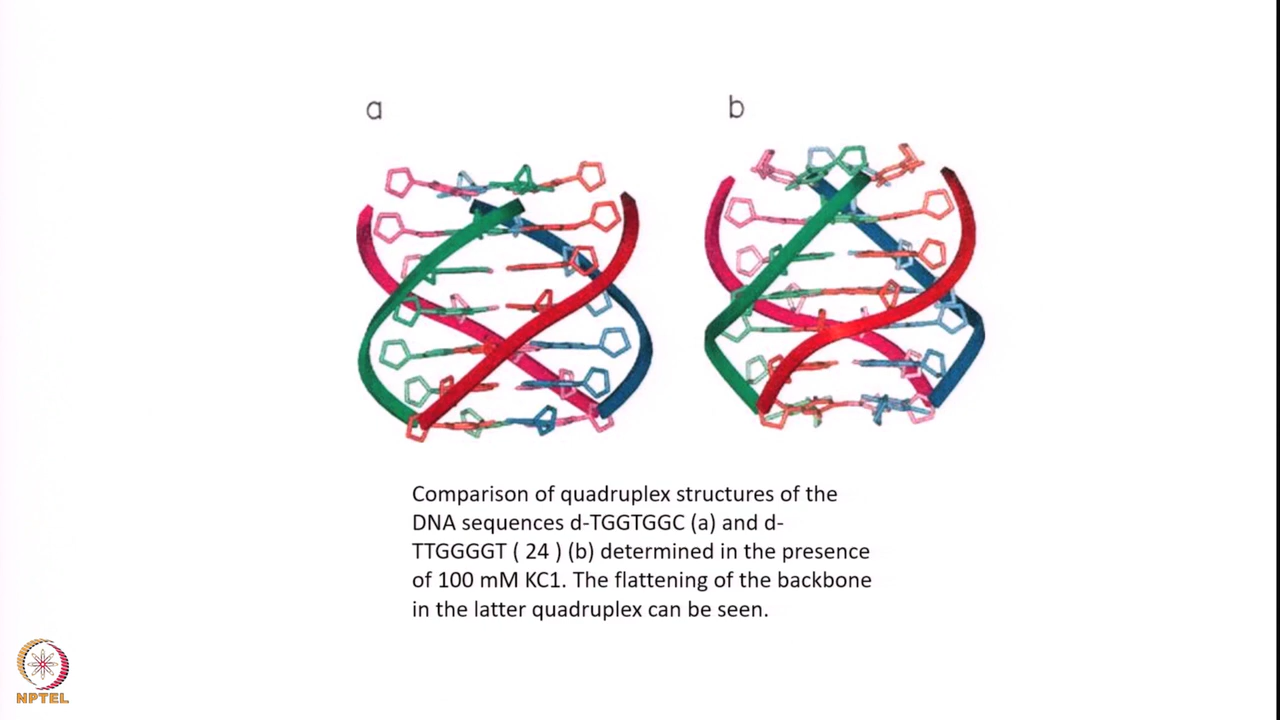 a
b
Comparison of quadruplex structures of the
DNA sequences d-TGGTGGC (a) and d-
TTGGGGT ( 24 ) (b) determined in the presence
of 100 mM KC1. The flattening of the backbone
in the latter quadruplex can be seen.
NPTEL